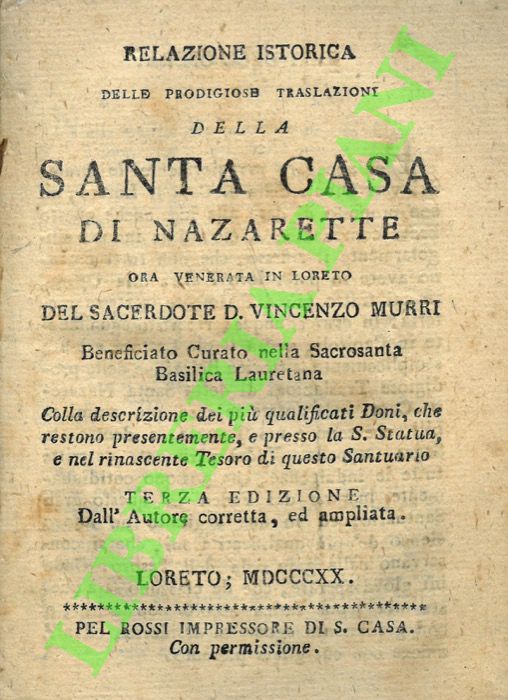 RELAZIONE ISTORICA
DELLE PRODIGIOSE TRASLAZIONI
DELLA
SANTA CASA
DI NAZARETTE
ORA VENERATA IN LORETO
DEL SACERDOTE D. VINCENZO MURRI
Beneficiato Curato nella Sacrosanta
Basilica Lauretana
Colla descrizione dei più qualificati Doni, che
restono presentemente, e presso la S. Statua,
e nel rinascente Tesoro di questo Santuario
TERZA EDIZIONE
Dall' Autore corretta, ed ampliata.
LORETO; MDCCCXX.
****************************************
PEL ROSSI IMPRESSORE DI S. CASA.
Con permissione.
LIBRERIA PIANI